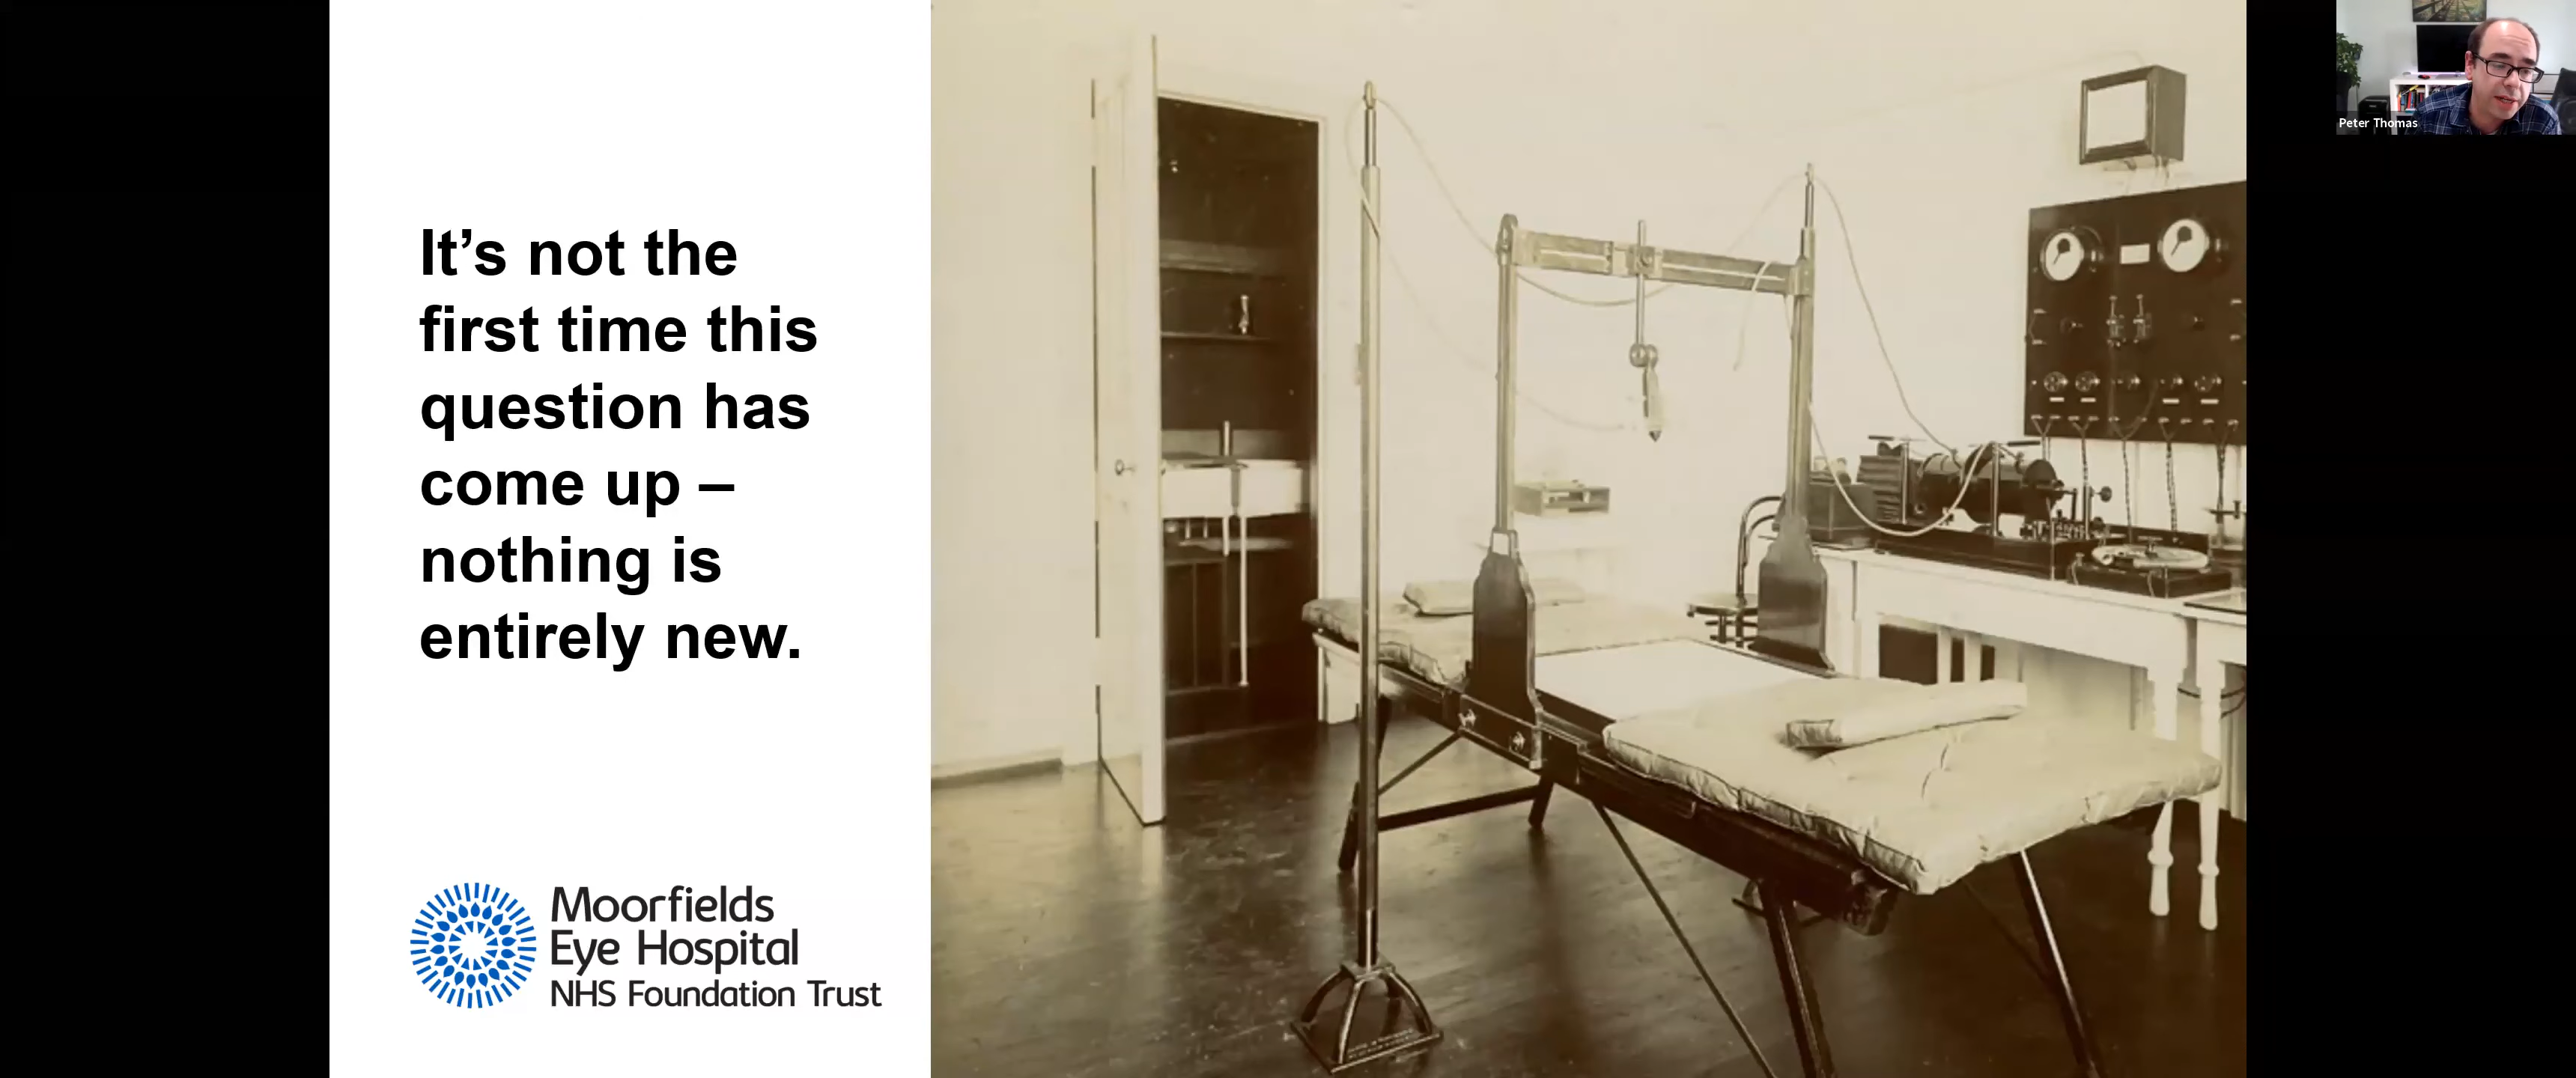 It’s not the
first time this
question has
come up –
nothing is
entirely new.
Moorfields
Eye Hospital
NHS Foundation Trust
Peter Thomas